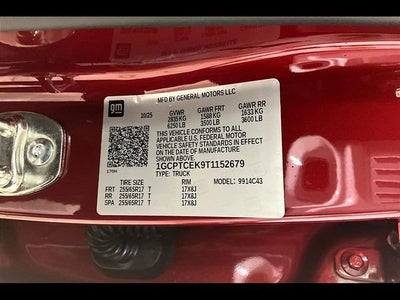 gm
MFD BY GENERAL MOTORS LLC
10/25 GVWR GAWR FRT GAWR RR
2835 KG 1588 KG 1633 KG
6250 LB 3500 LB 3600 LB
THIS VEHICLE CONFORMS TO ALL
APPLICABLE U.S. FEDERAL MOTOR
VEHICLE SAFETY STANDARDS IN EFFECT
ON THE DATE OF MANUFACTURE
SHOWN ABOVE.
1GCPTCEK9T1152679
TYPE: TRUCK
TIRE SIZE RIM MODEL: 9914C43
FRT 255/65R17 T 17X8J
RR 255/65R17 T 17X8J
SPA 255/65R17 T 17X8J